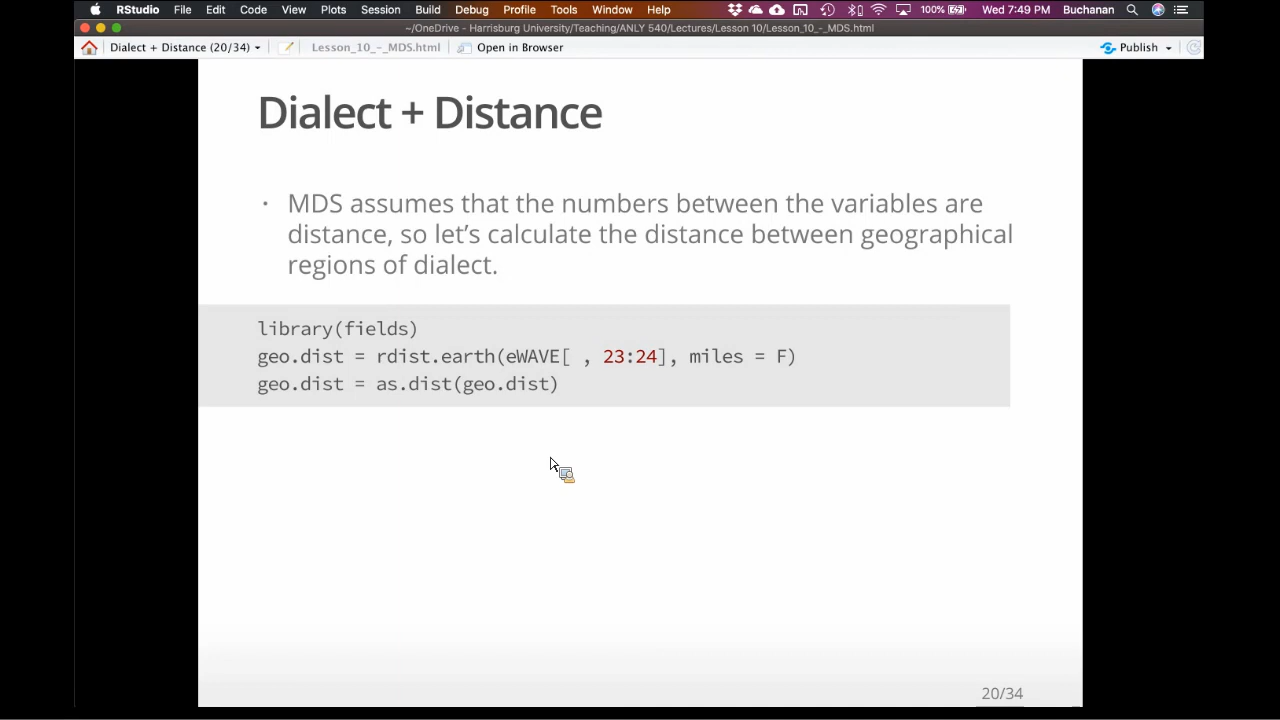 RStudio File Edit Code View Plots Session Build Debug Profile Tools Window Help 100% Wed 7:49 PM Buchanan
~/OneDrive - Harrisburg University/Teaching/ANLY 540/Lectures/Lesson 10/Lesson_10_-_MDS.html
Dialect + Distance (20/34) Lesson_10_-_MDS.html Open in Browser Publish
Dialect + Distance
• MDS assumes that the numbers between the variables are
distance, so let’s calculate the distance between geographical
regions of dialect.
library(fields)
geo.dist = rdist.earth(eWAVE[ , 23:24], miles = F)
geo.dist = as.dist(geo.dist)
20/34